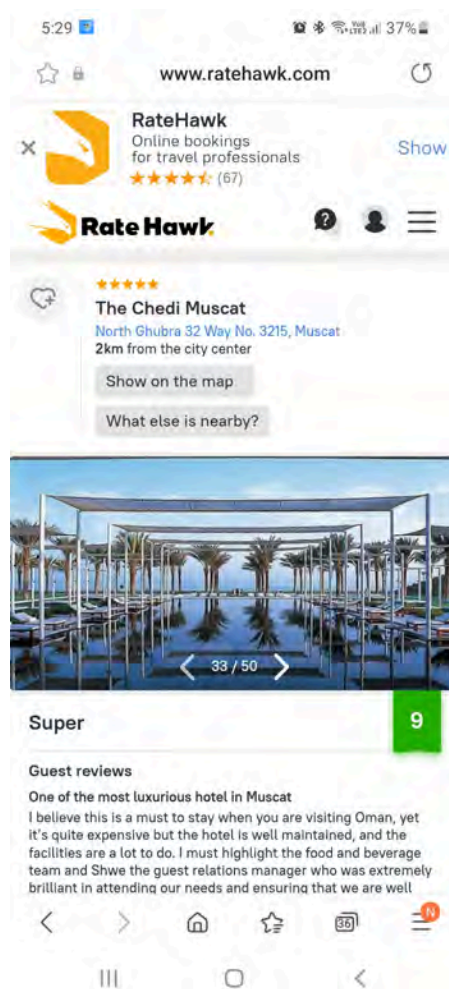 5:29
37%
www.ratehawk.com
RateHawk
Online bookings
for travel professionals
(67)
Show
Rate Hawk.
The Chedi Muscat
North Ghubra 32 Way No. 3215, Muscat
2km from the city center
Show on the map
What else is nearby?
33 / 50
Super
9
Guest reviews
One of the most luxurious hotel in Muscat
I believe this is a must to stay when you are visiting Oman, yet
it's quite expensive but the hotel is well maintained, and the
facilities are a lot to do. I must highlight the food and beverage
team and Shwe the guest relations manager who was extremely
brilliant in attending our needs and ensuring that we are well
36
N